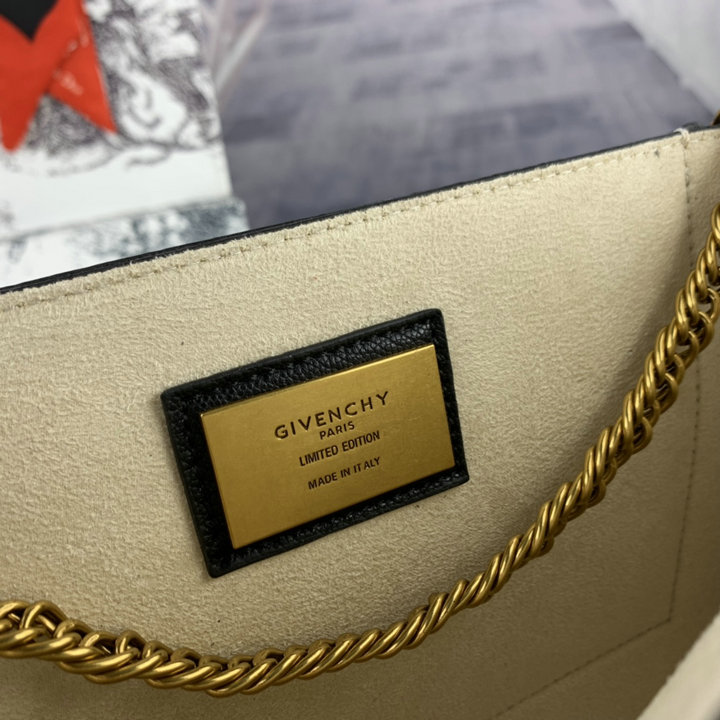 GIVENCHY
PARIS
LIMITED EDITION
MADE IN ITALY